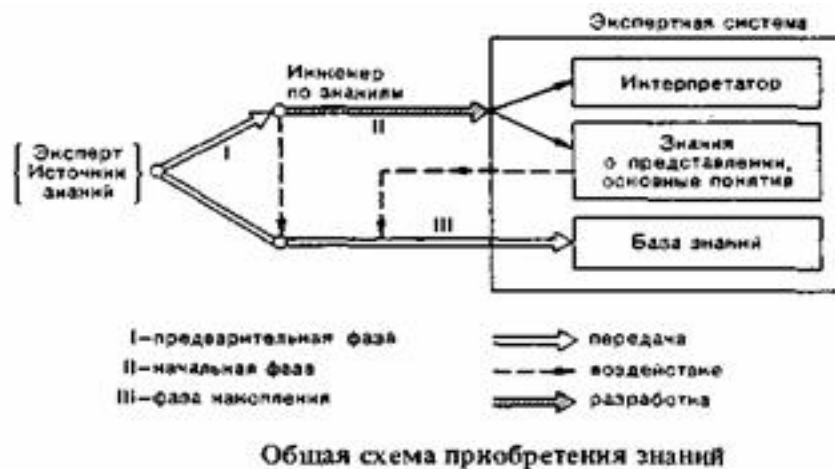 Экспертная система
Инженер
по знаниям
Интерпретатор
I
II
Эксперт
Источник
знаний
Знания
о представлении,
основные понятия
III
База знаний
I–предварительная фаза
передача
II–начальная фаза
воздействие
III–фаза накопления
разработка
Общая схема приобретения знаний